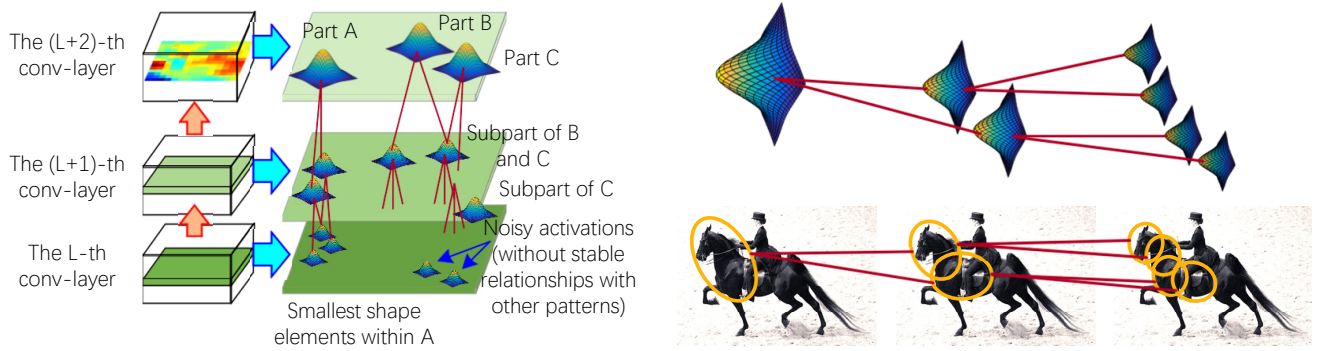 The (L+2)-th
conv-layer
The (L+1)-th
conv-layer
The L-th
conv-layer
Part A
Part B
Part C
Subpart of B
and C
Subpart of C
Noisy activations
(without stable
relationships with
other patterns)
Smallest shape
elements within A